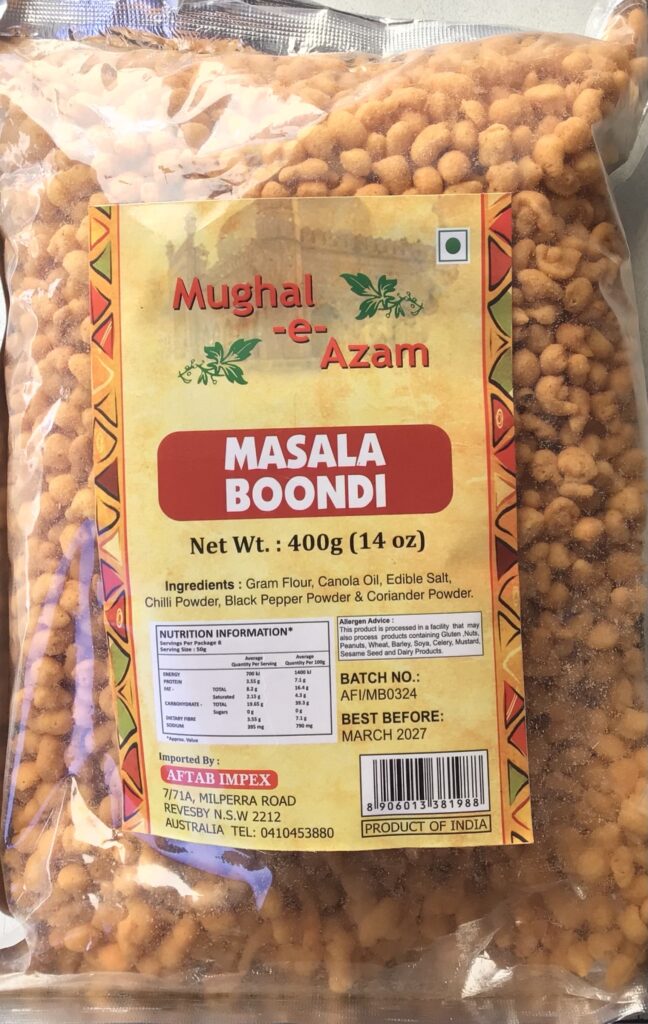 Mughal
-e-
Azam
MASALA
BOONDI
Net Wt. : 400g (14 oz)
Ingredients : Gram Flour, Canola Oil, Edible Salt,
Chilli Powder, Black Pepper Powder & Coriander Powder.
NUTRITION INFORMATION*
Servings Per Package 8
Serving Size : 50g
Average Quantity Per Serving Average Quantity Per 100g
ENERGY 700 kJ 1400 kJ
PROTEIN 3.55 g 7.1 g
FAT - TOTAL 8.2 g 16.4 g
Saturated 2.15 g 4.3 g
CARBOHYDRATE - TOTAL 19.65 g 39.3 g
Sugars 0 g 0 g
DIETARY FIBRE 3.55 g 7.1 g
SODIUM 395 mg 790 mg
*Approx. Value
Allergen Advice :
This product is processed in a facility that may
also process products containing Gluten ,Nuts,
Peanuts, Wheat, Barley, Soya, Celery, Mustard,
Sesame Seed and Dairy Products.
BATCH NO.:
AFI/MB0324
BEST BEFORE:
MARCH 2027
Imported By :
AFTAB IMPEX
7/71A, MILPERRA ROAD
REVESBY N.S.W 2212
AUSTRALIA TEL: 0410453880
8 906013 381988
PRODUCT OF INDIA